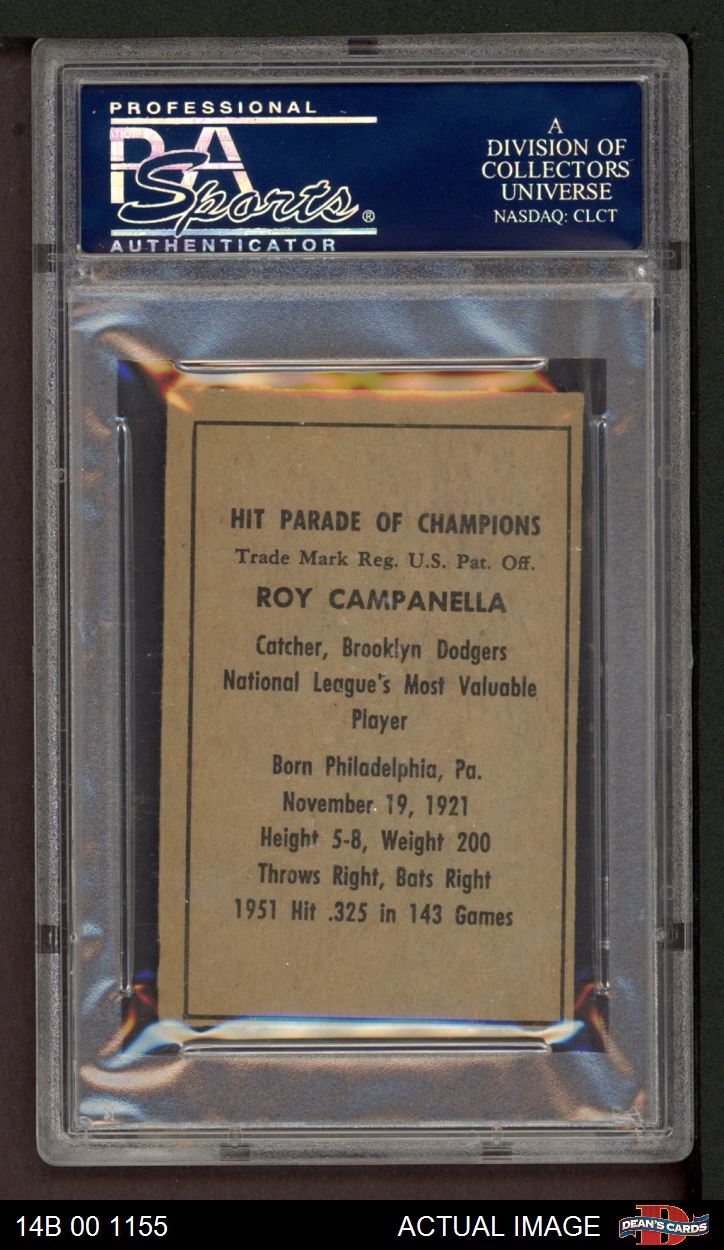 PROFESSIONAL
PSA
Sports®
AUTHENTICATOR
A
DIVISION OF
COLLECTORS
UNIVERSE
NASDAQ: CLCT
HIT PARADE OF CHAMPIONS
Trade Mark Reg. U.S. Pat. Off.
ROY CAMPANELLA
Catcher, Brooklyn Dodgers
National League's Most Valuable
Player
Born Philadelphia, Pa.
November 19, 1921
Height 5-8, Weight 200
Throws Right, Bats Right
1951 Hit .325 in 143 Games
14B 00 1155
ACTUAL IMAGE
DEAN'S CARDS